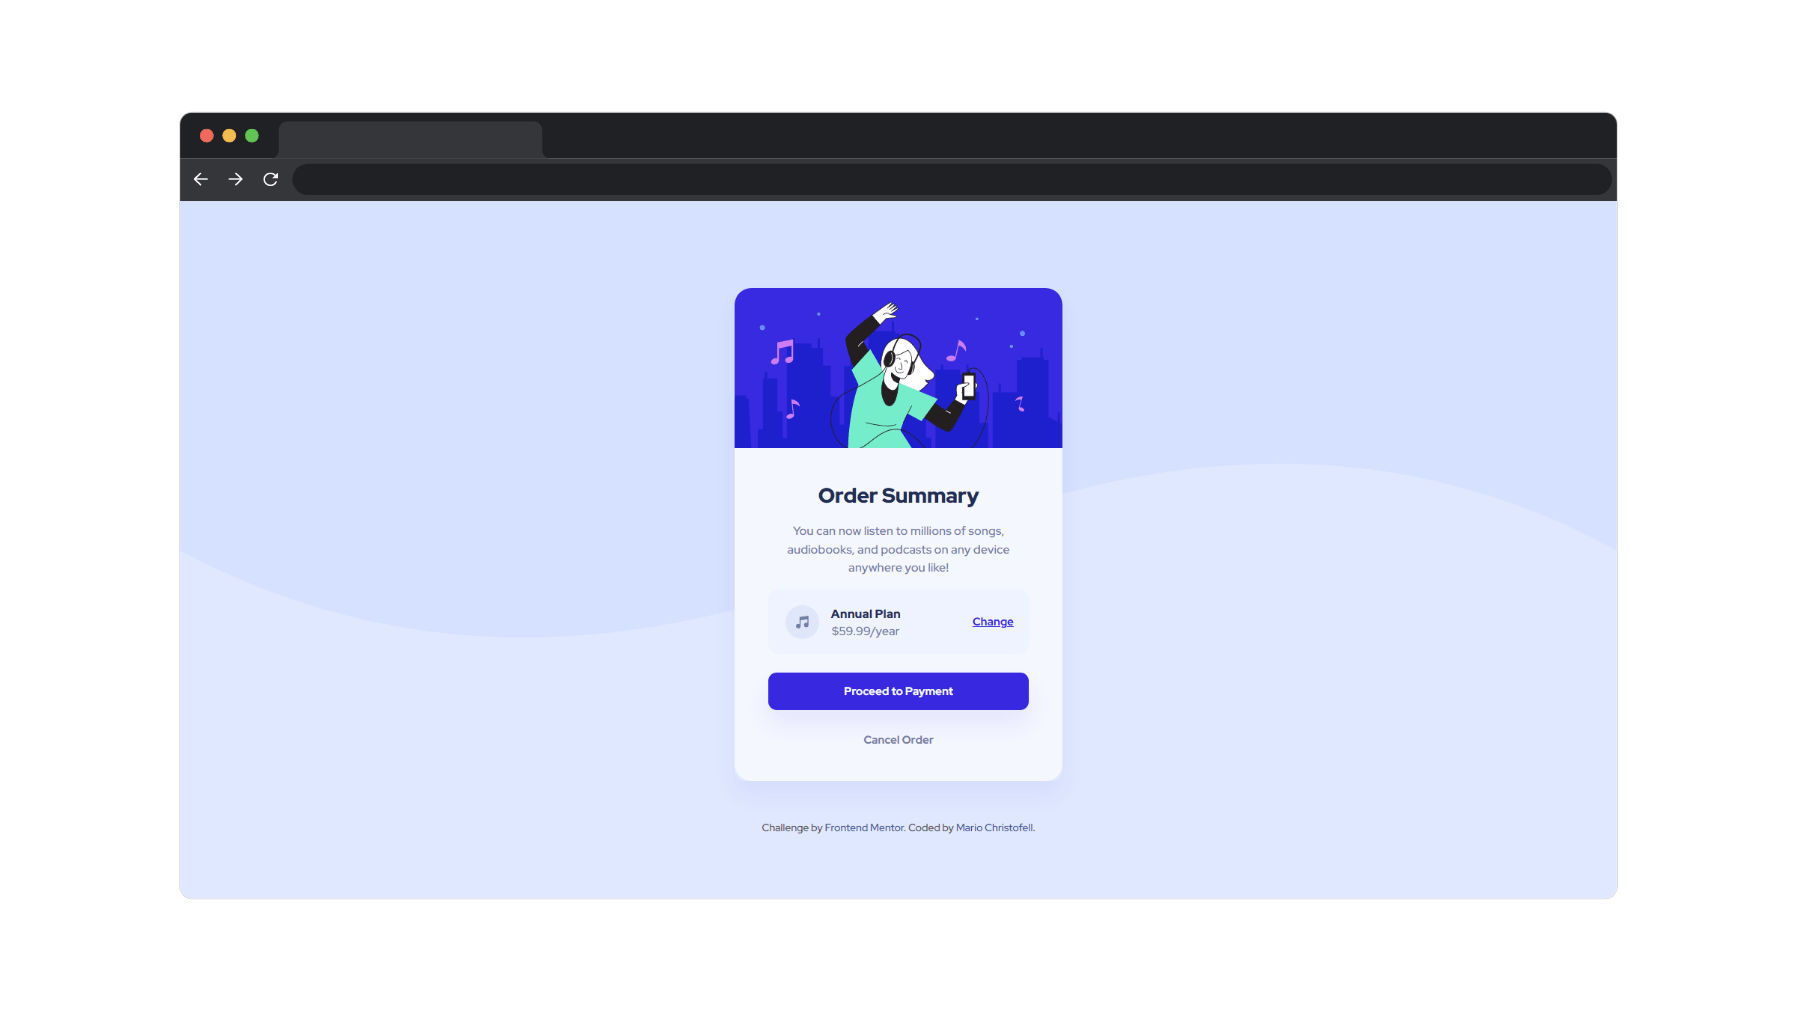 Order Summary
You can now listen to millions of songs,
audiobooks, and podcasts on any device
anywhere you like!
Annual Plan
$59.99/year
Change
Proceed to Payment
Cancel Order
Challenge by Frontend Mentor. Coded by Mario Christofell.